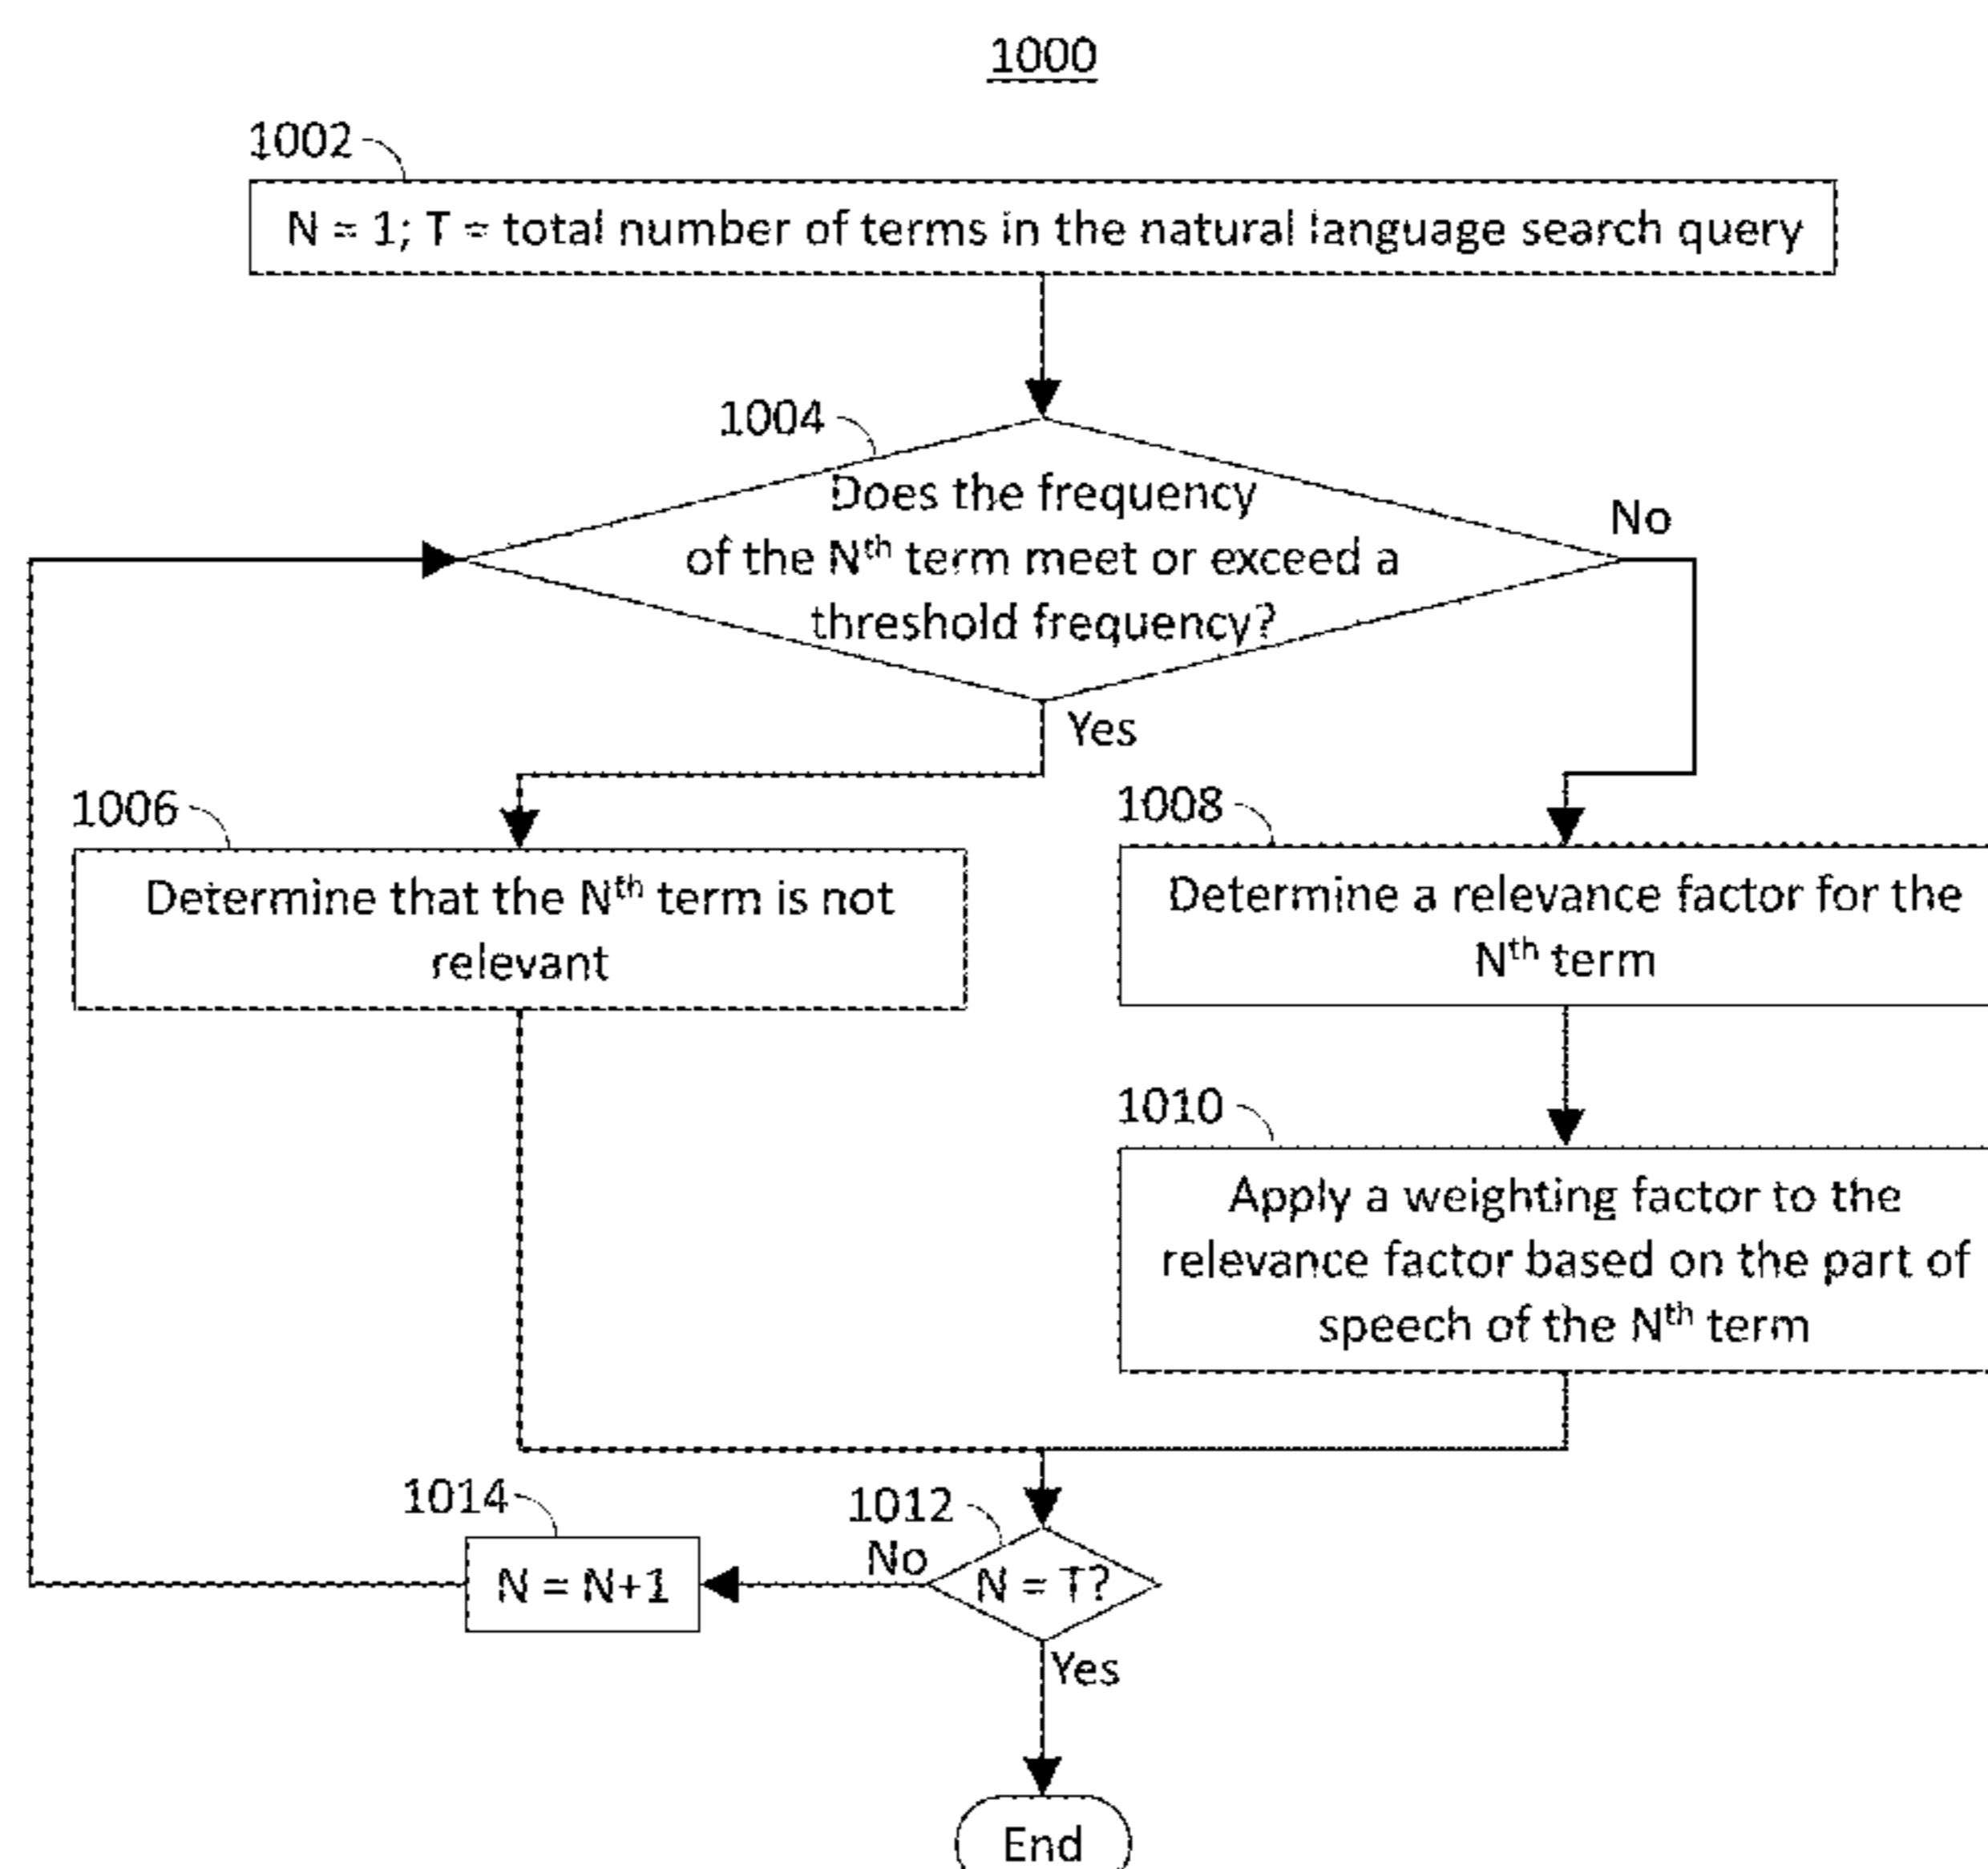 1000
1002
N = 1; T = total number of terms in the natural language search query
1004
Does the frequency
of the Nth term meet or exceed a
threshold frequency?
No
Yes
1006
Determine that the Nth term is not
relevant
1008
Determine a relevance factor for the
Nth term
1010
Apply a weighting factor to the
relevance factor based on the part of
speech of the Nth term
1014
N = N+1
1012
No
N = T?
Yes
End